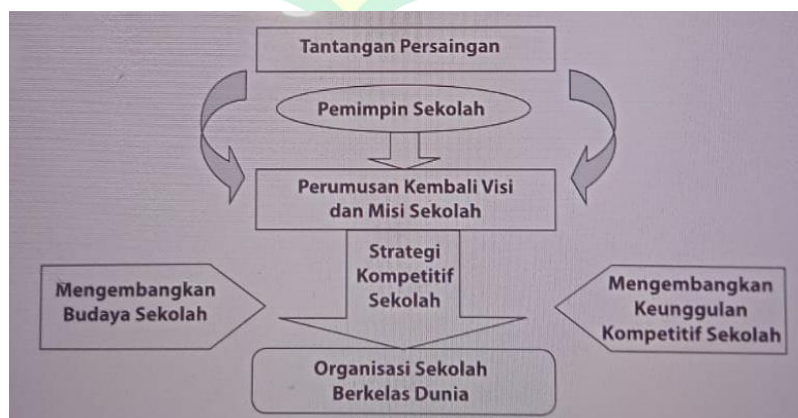 Tantangan Persaingan
Pemimpin Sekolah
Perumusan Kembali Visi
dan Misi Sekolah
Strategi
Kompetitif
Sekolah
Mengembangkan
Budaya Sekolah
Mengembangkan
Keunggulan
Kompetitif Sekolah
Organisasi Sekolah
Berkelas Dunia